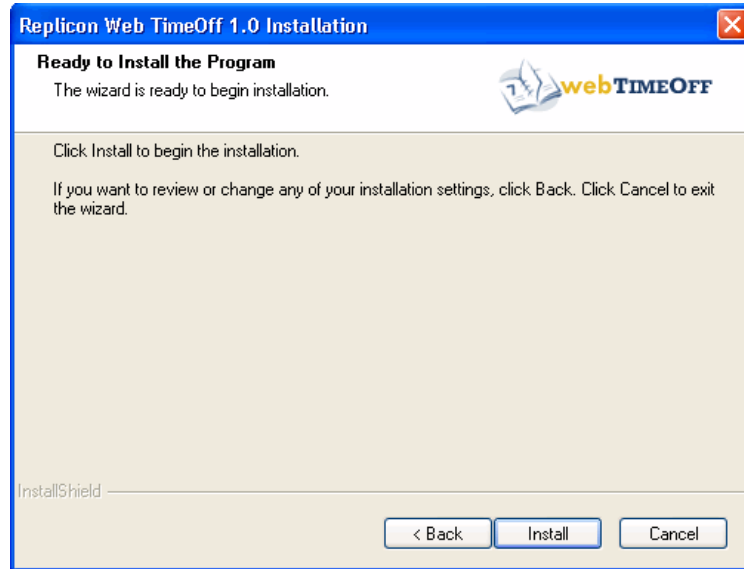 Replicon Web TimeOff 1.0 Installation
Ready to Install the Program
The wizard is ready to begin installation.
webTIMEOFF
Click Install to begin the installation.
If you want to review or change any of your installation settings, click Back. Click Cancel to exit
the wizard.
InstallShield
< Back
Install
Cancel